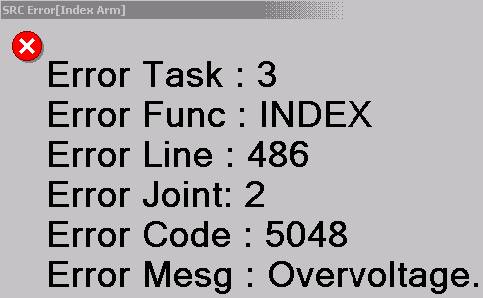 SRC Error[Index Arm]
Error Task : 3
Error Func : INDEX
Error Line : 486
Error Joint: 2
Error Code : 5048
Error Mesg : Overvoltage.